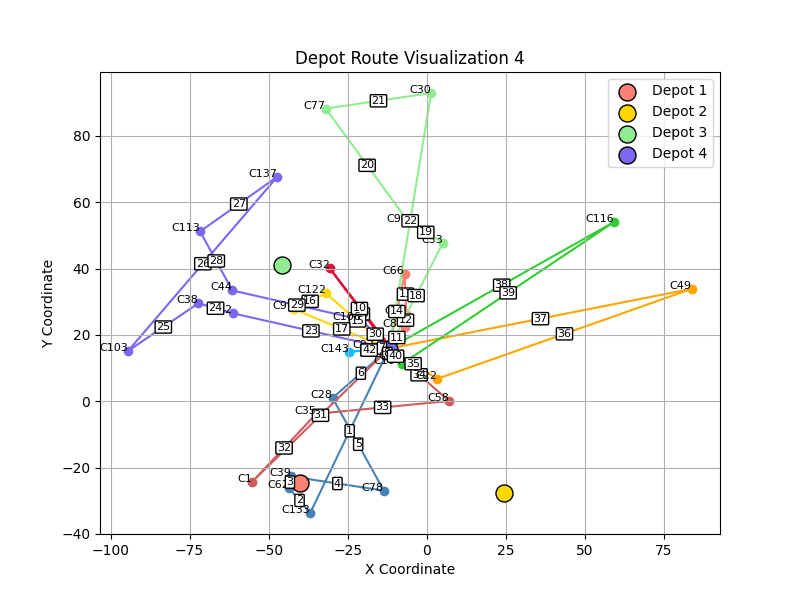 Depot Route Visualization 4
Depot 1
Depot 2
Depot 3
Depot 4
Y Coordinate
X Coordinate
80
60
40
20
0
−20
−40
−100
−75
−50
−25
0
25
50
75
C77
C30
C137
C113
C116
C32
C66
C122
C44
C38
C49
C103
C143
C28
C35
C58
C1
C39
C62
C78
C133
21
20
22
19
27
28
24
25
23
29
16
10
17
30
11
14
18
38
39
37
36
35
42
40
6
31
33
32
1
5
3
4
2